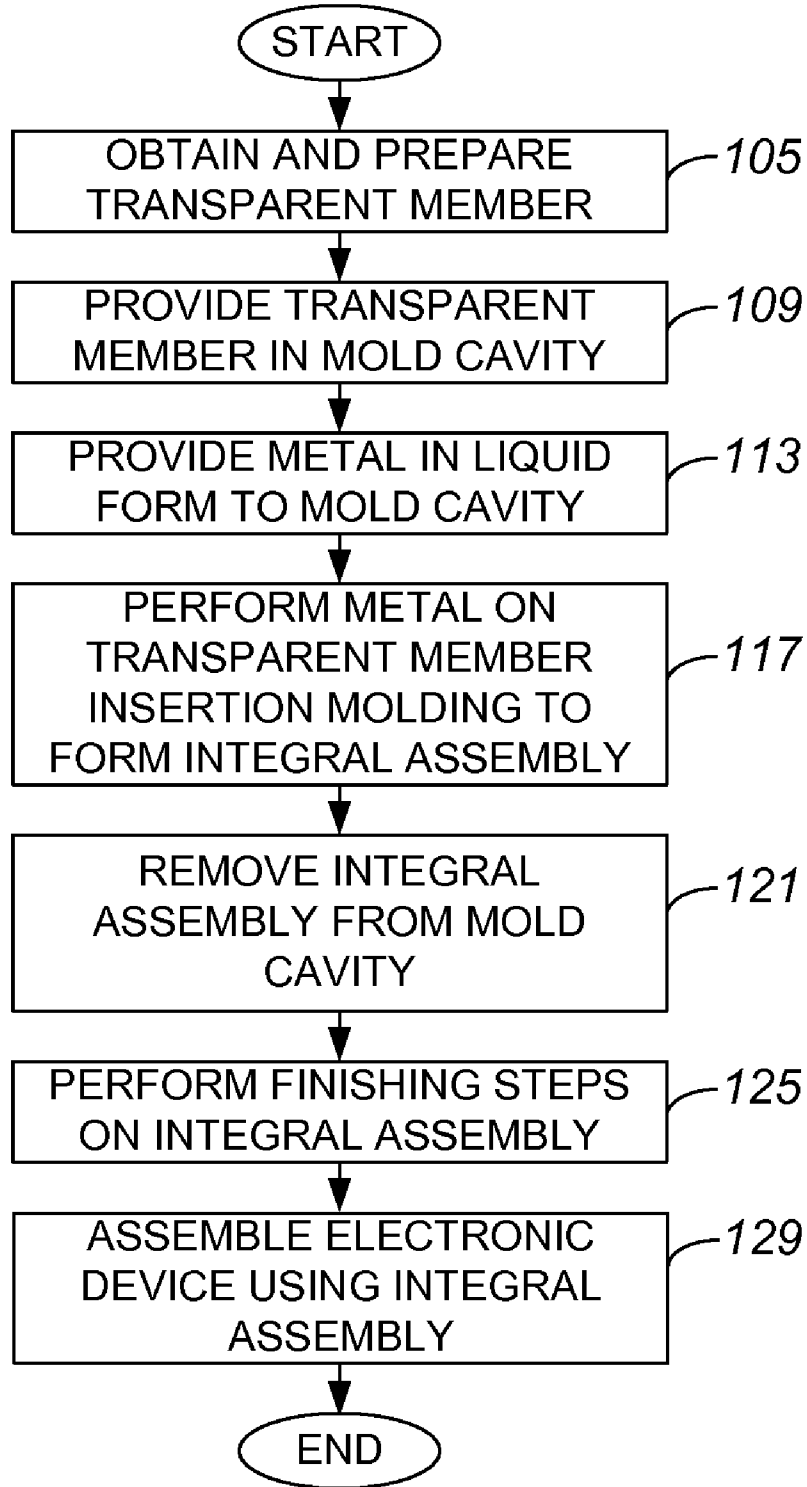 START
OBTAIN AND PREPARE
TRANSPARENT MEMBER
105
PROVIDE TRANSPARENT
MEMBER IN MOLD CAVITY
109
PROVIDE METAL IN LIQUID
FORM TO MOLD CAVITY
113
PERFORM METAL ON
TRANSPARENT MEMBER
INSERTION MOLDING TO
FORM INTEGRAL ASSEMBLY
117
REMOVE INTEGRAL
ASSEMBLY FROM MOLD
CAVITY
121
PERFORM FINISHING STEPS
ON INTEGRAL ASSEMBLY
125
ASSEMBLE ELECTRONIC
DEVICE USING INTEGRAL
ASSEMBLY
129
END